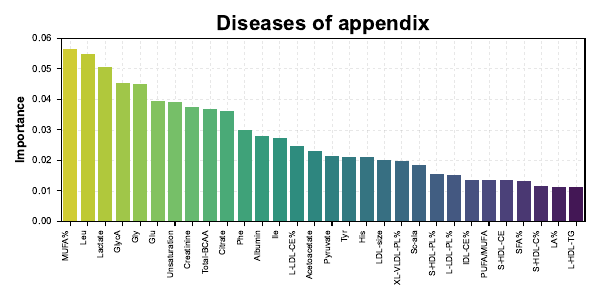 Diseases of appendix
Importance
0.06
0.05
0.04
0.03
0.02
0.01
0.00
MUFA%
Leu
Lactate
GlycA
Gly
Glu
Unsaturation
Creatinine
Total-BCAA
Citrate
Phe
Albumin
Ile
L-LDL-CE%
Acetoacetate
Pyruvate
Tyr
His
LDL-size
XL-VLDL-PL%
Sc-ala
S-HDL-PL%
L-LDL-PL%
IDL-CE%
PUFA/MUFA
S-HDL-CE
SFA%
S-HDL-C%
LA%
L-HDL-TG